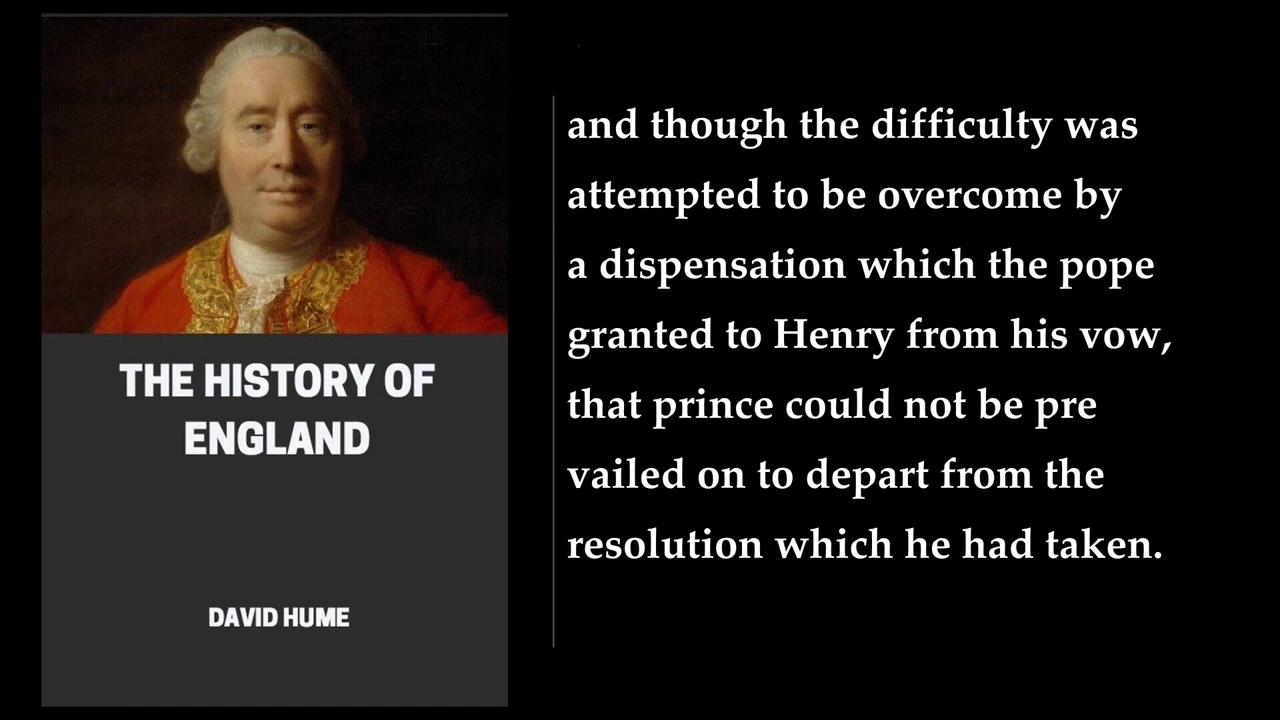 THE HISTORY OF
ENGLAND
DAVID HUME
and though the difficulty was
attempted to be overcome by
a dispensation which the pope
granted to Henry from his vow,
that prince could not be pre
vailed on to depart from the
resolution which he had taken.